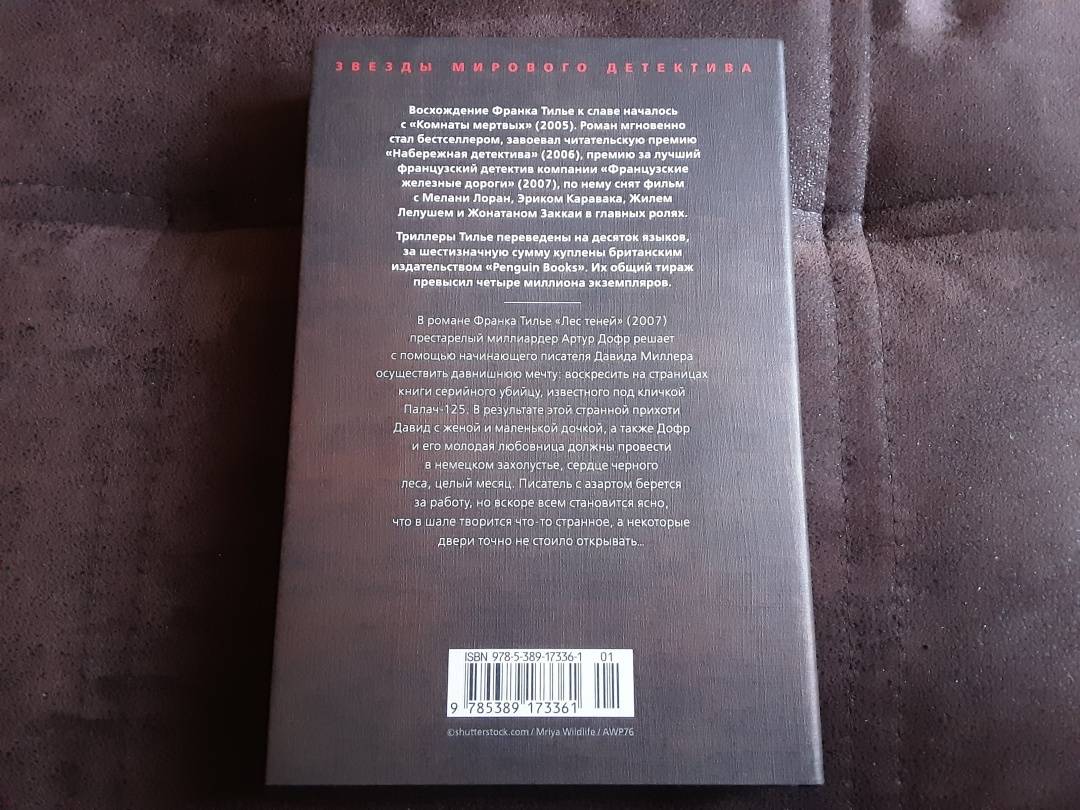 ЗВЕЗДЫ МИРОВОГО ДЕТЕКТИВА
Восхождение Франка Тилье к славе началось
с «Комнаты мертвых» (2005). Роман мгновенно
стал бестселлером, завоевал читательскую премию
«Набережная детектива» (2006), премию за лучший
французский детектив компании «Французские
железные дороги» (2007), по нему снят фильм
с Мелани Лоран, Эриком Каравака, Жилем
Лелушем и Жонатаном Заккаи в главных ролях.
Триллеры Тилье переведены на десяток языков,
за шестизначную сумму куплены британским
издательством «Penguin Books». Их общий тираж
превысил четыре миллиона экземпляров.
В романе Франка Тилье «Лес теней» (2007)
престарелый миллиардер Артур Дофр решает
с помощью начинающего писателя Давида Миллера
осуществить давнишнюю мечту: воскресить на страницах
книги серийного убийцу, известного под кличкой
Палач-125. В результате этой странной прихоти
Давид с женой и маленькой дочкой, а также Дофр
и его молодая любовница должны провести
в немецком захолустье, сердце черного
леса, целый месяц. Писатель с азартом берется
за работу, но вскоре всем становится ясно,
что в шале творится что-то странное, а некоторые
двери точно не стоило открывать...
ISBN 978-5-389-17336-1 01
9 785389 173361
©shutterstock.com / Mriya Wildlife / AWP76